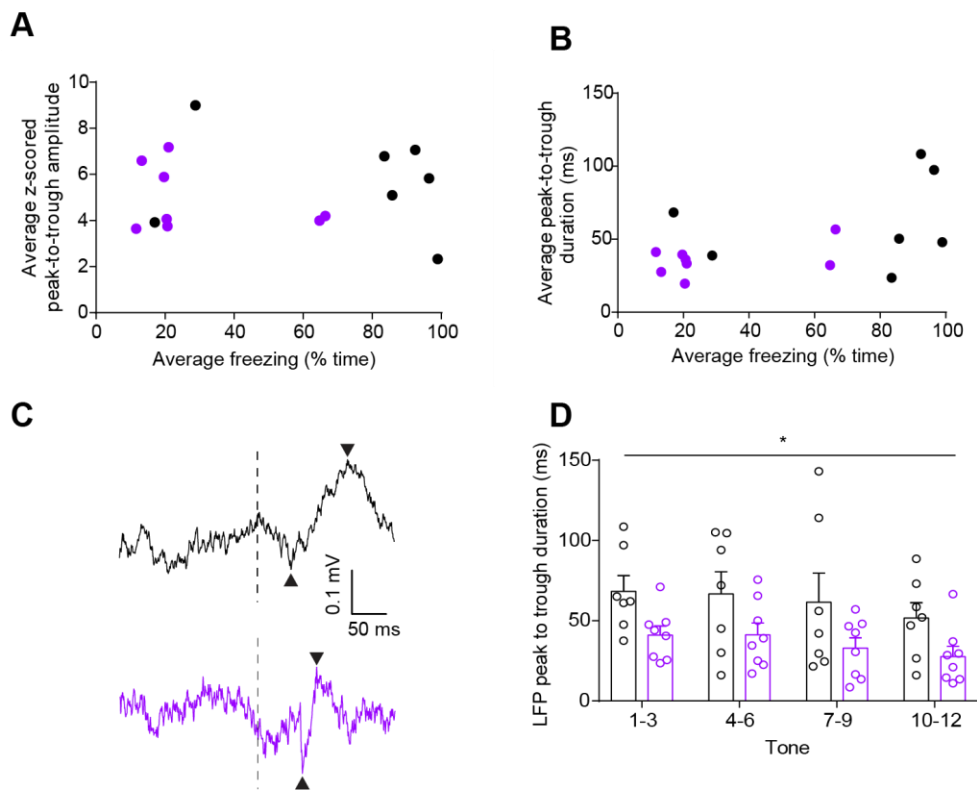 A
Average z-scored
peak-to-trough amplitude
10
8
6
4
2
0
0 20 40 60 80 100
Average freezing (% time)
B
Average peak-to-trough
duration (ms)
150
100
50
0
0 20 40 60 80 100
Average freezing (% time)
C
0.1 mV
50 ms
D
*
LFP peak to trough duration (ms)
150
100
50
0
1-3 4-6 7-9 10-12
Tone